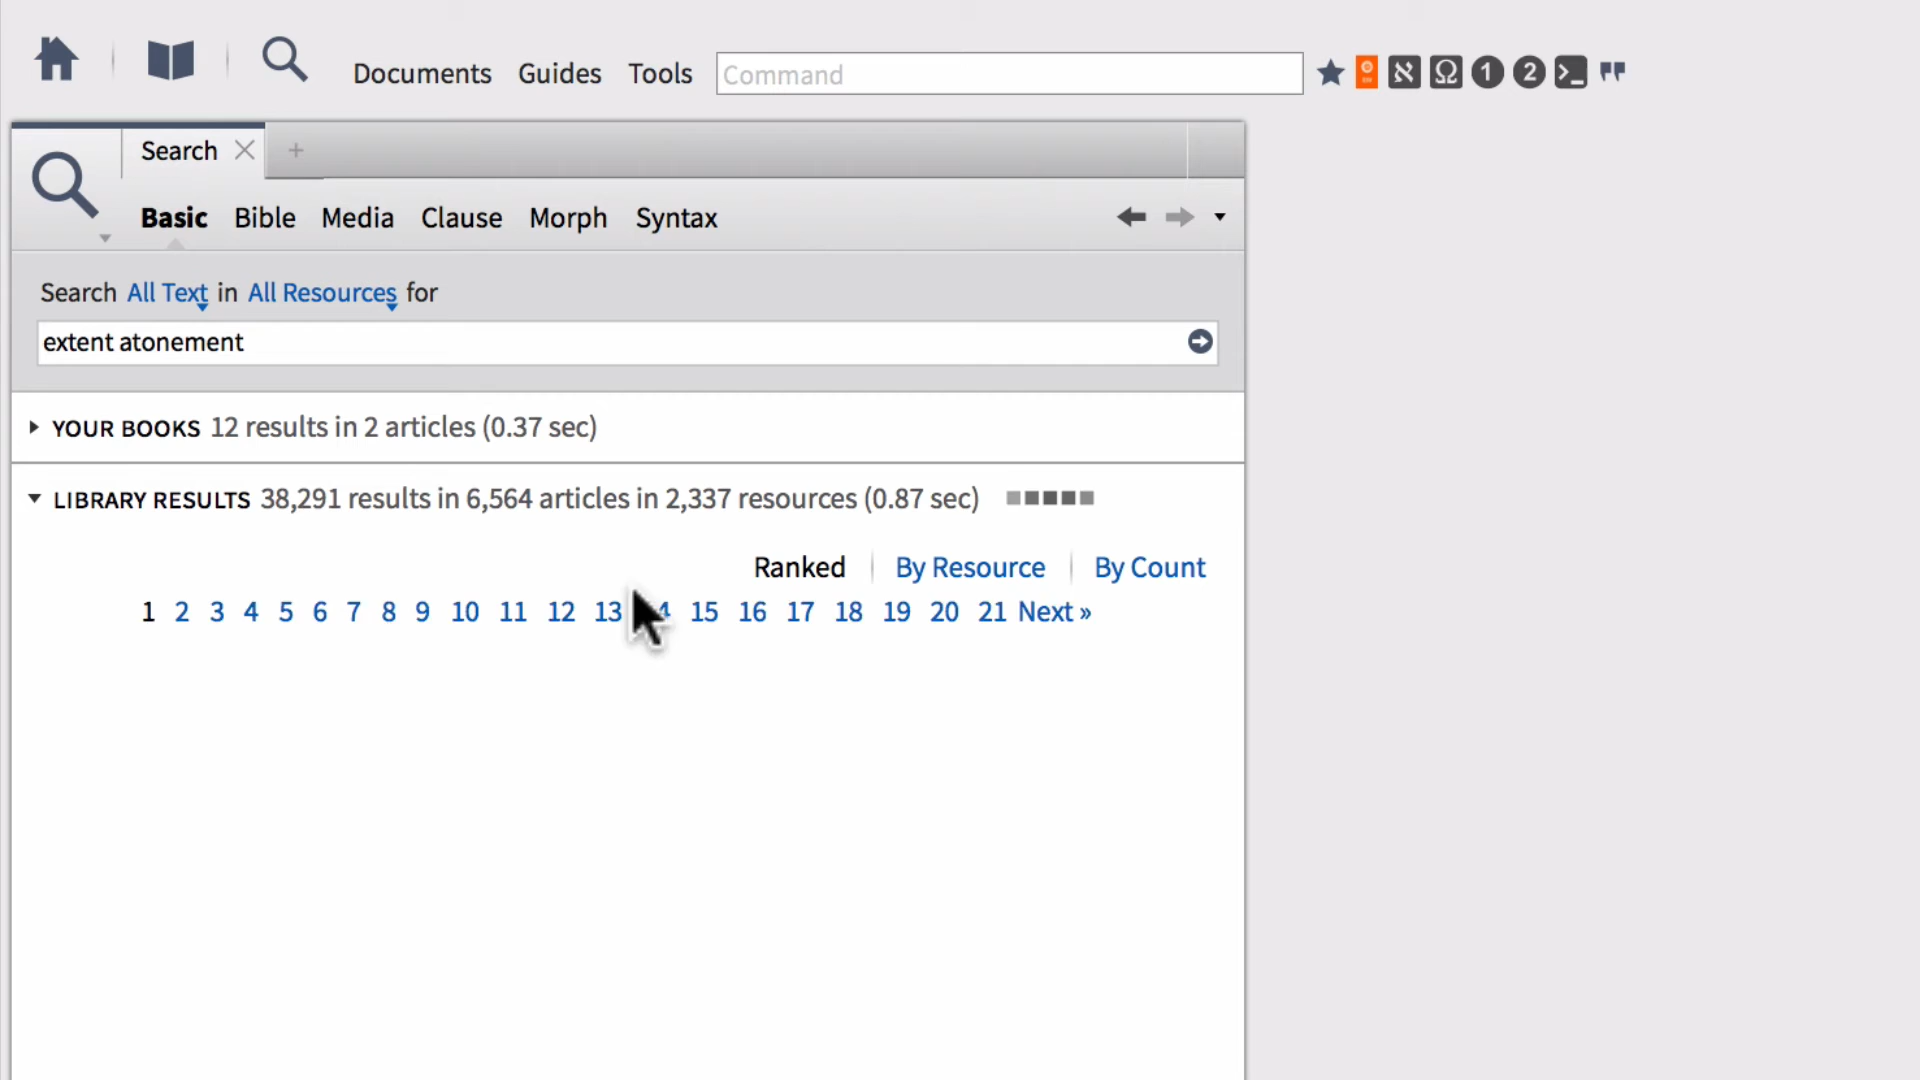 Documents Guides Tools Command 1 2
Search
Basic Bible Media Clause Morph Syntax
Search All Text in All Resources for
extent atonement
YOUR BOOKS 12 results in 2 articles (0.37 sec)
LIBRARY RESULTS 38,291 results in 6,564 articles in 2,337 resources (0.87 sec)
Ranked By Resource By Count
1 2 3 4 5 6 7 8 9 10 11 12 13 15 16 17 18 19 20 21 Next »